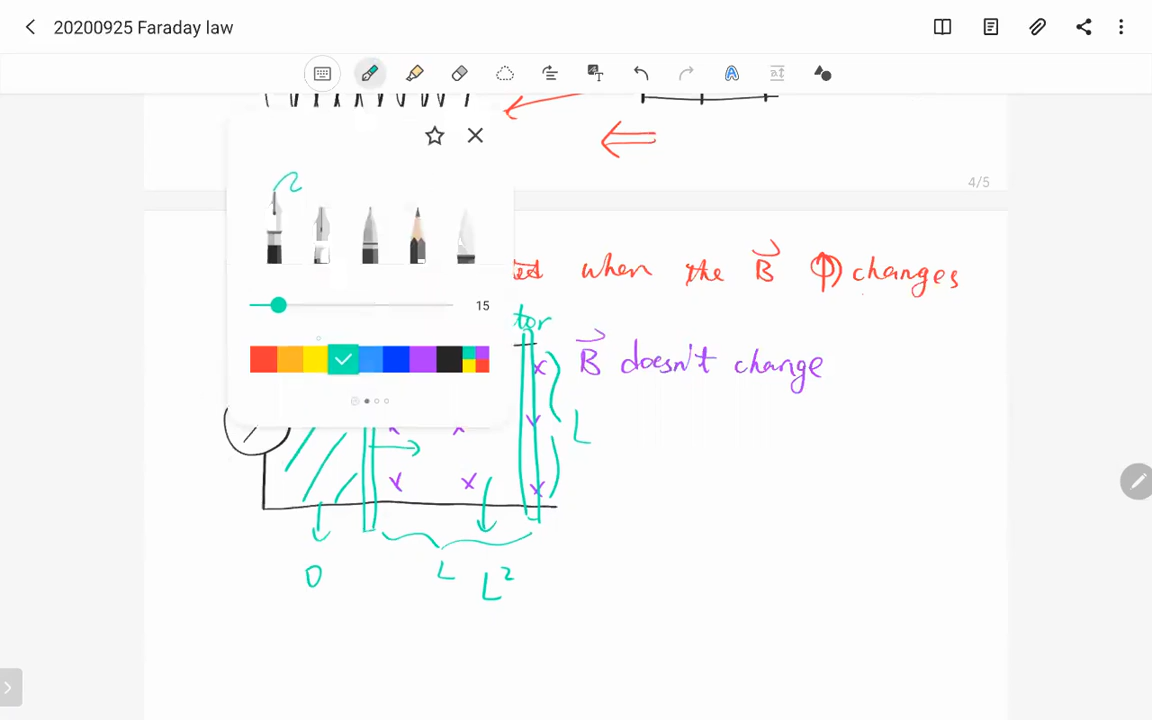 20200925 Faraday law
4/5
when the B changes
15
tor
x B doesn't change
L
x x
x x x
0
L L²